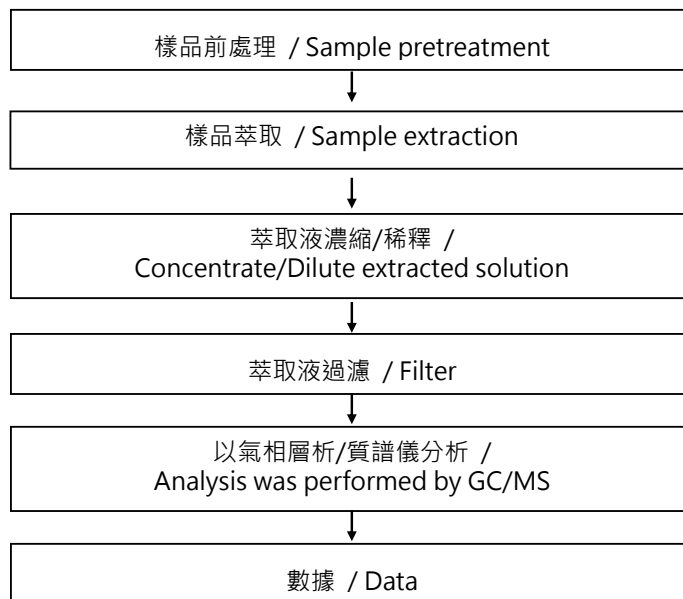 樣品前處理 / Sample pretreatment
樣品萃取 / Sample extraction
萃取液濃縮/稀釋 /
Concentrate/Dilute extracted solution
萃取液過濾 / Filter
以氣相層析/質譜儀分析 /
Analysis was performed by GC/MS
數據 / Data